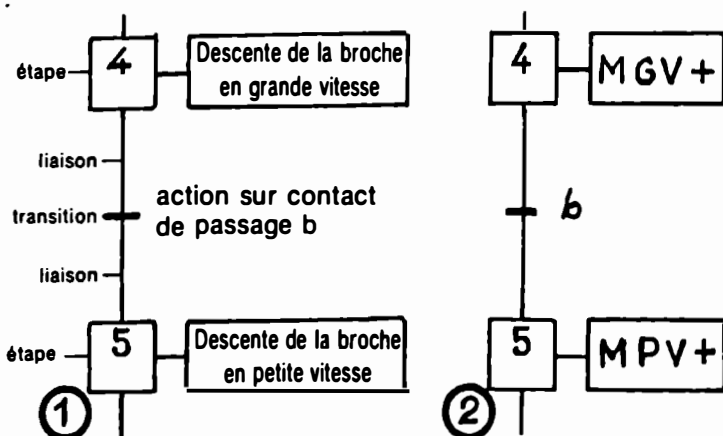 4
étape
Descente de la broche
en grande vitesse
liaison
transition
action sur contact
de passage b
liaison
5
étape
Descente de la broche
en petite vitesse
1
4
MGV+
b
5
MPV+
2